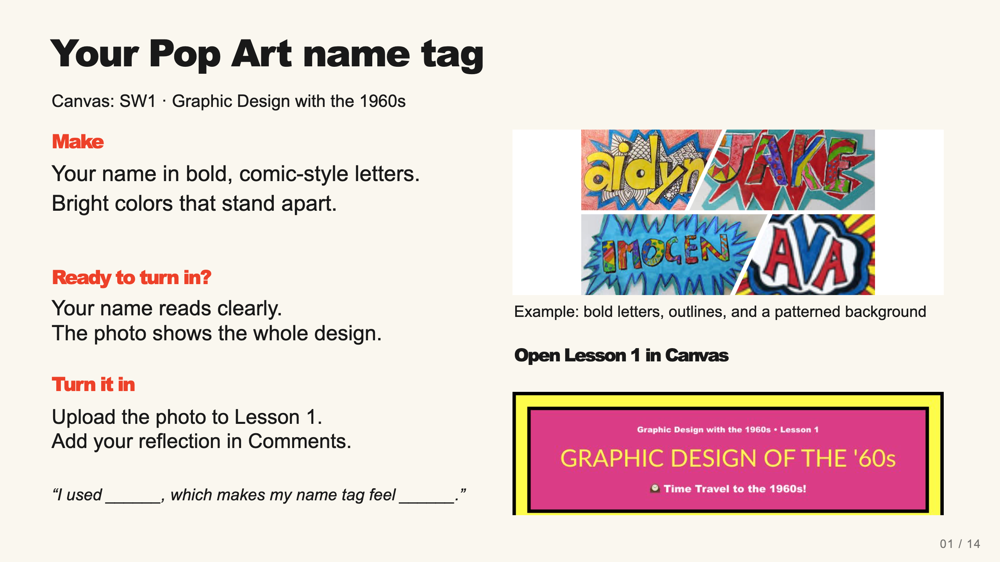 Your Pop Art name tag
Canvas: SW1 · Graphic Design with the 1960s
Make
Your name in bold, comic-style letters.
Bright colors that stand apart.
Ready to turn in?
Your name reads clearly.
The photo shows the whole design.
Turn it in
Upload the photo to Lesson 1.
Add your reflection in Comments.
“I used ______, which makes my name tag feel ______.”
aidyn
JAKE
IMOGEN
AVA
Example: bold letters, outlines, and a patterned background
Open Lesson 1 in Canvas
Graphic Design with the 1960s • Lesson 1
GRAPHIC DESIGN OF THE '60s
🕰️ Time Travel to the 1960s!
01 / 14